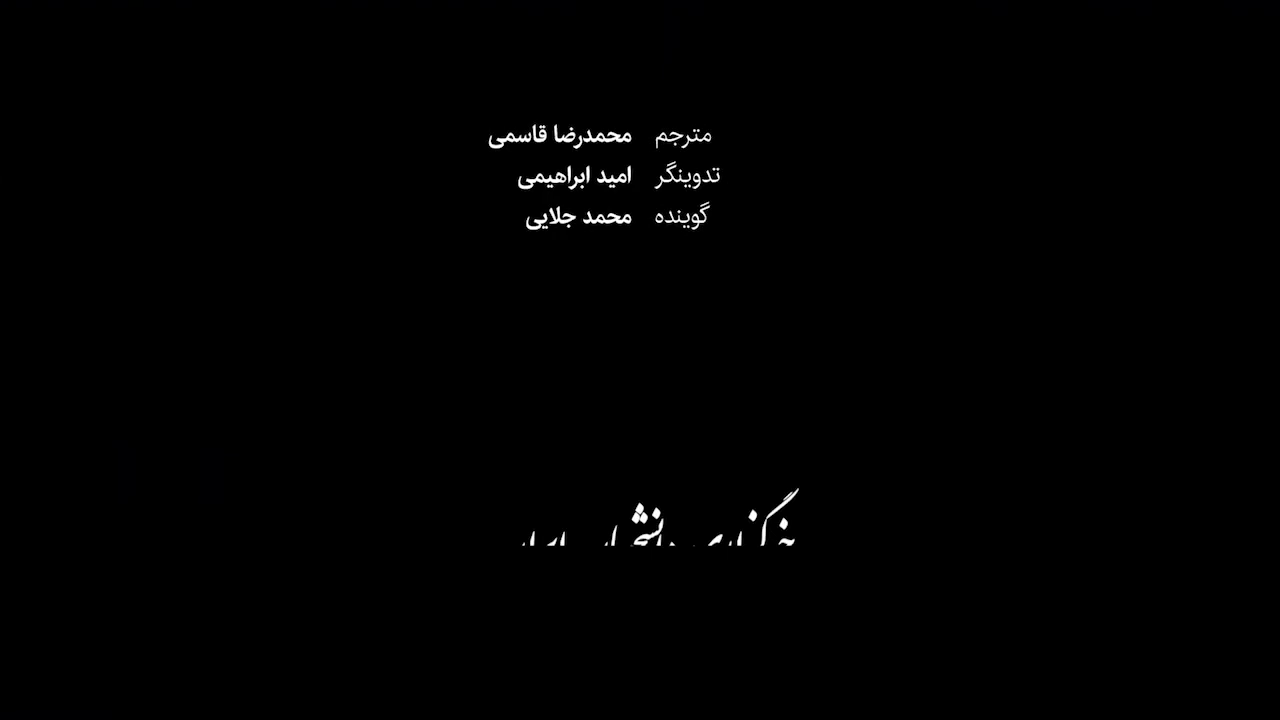 مترجم محمدرضا قاسمی
تدوینگر امید ابراهیمی
گوینده محمد جلایی